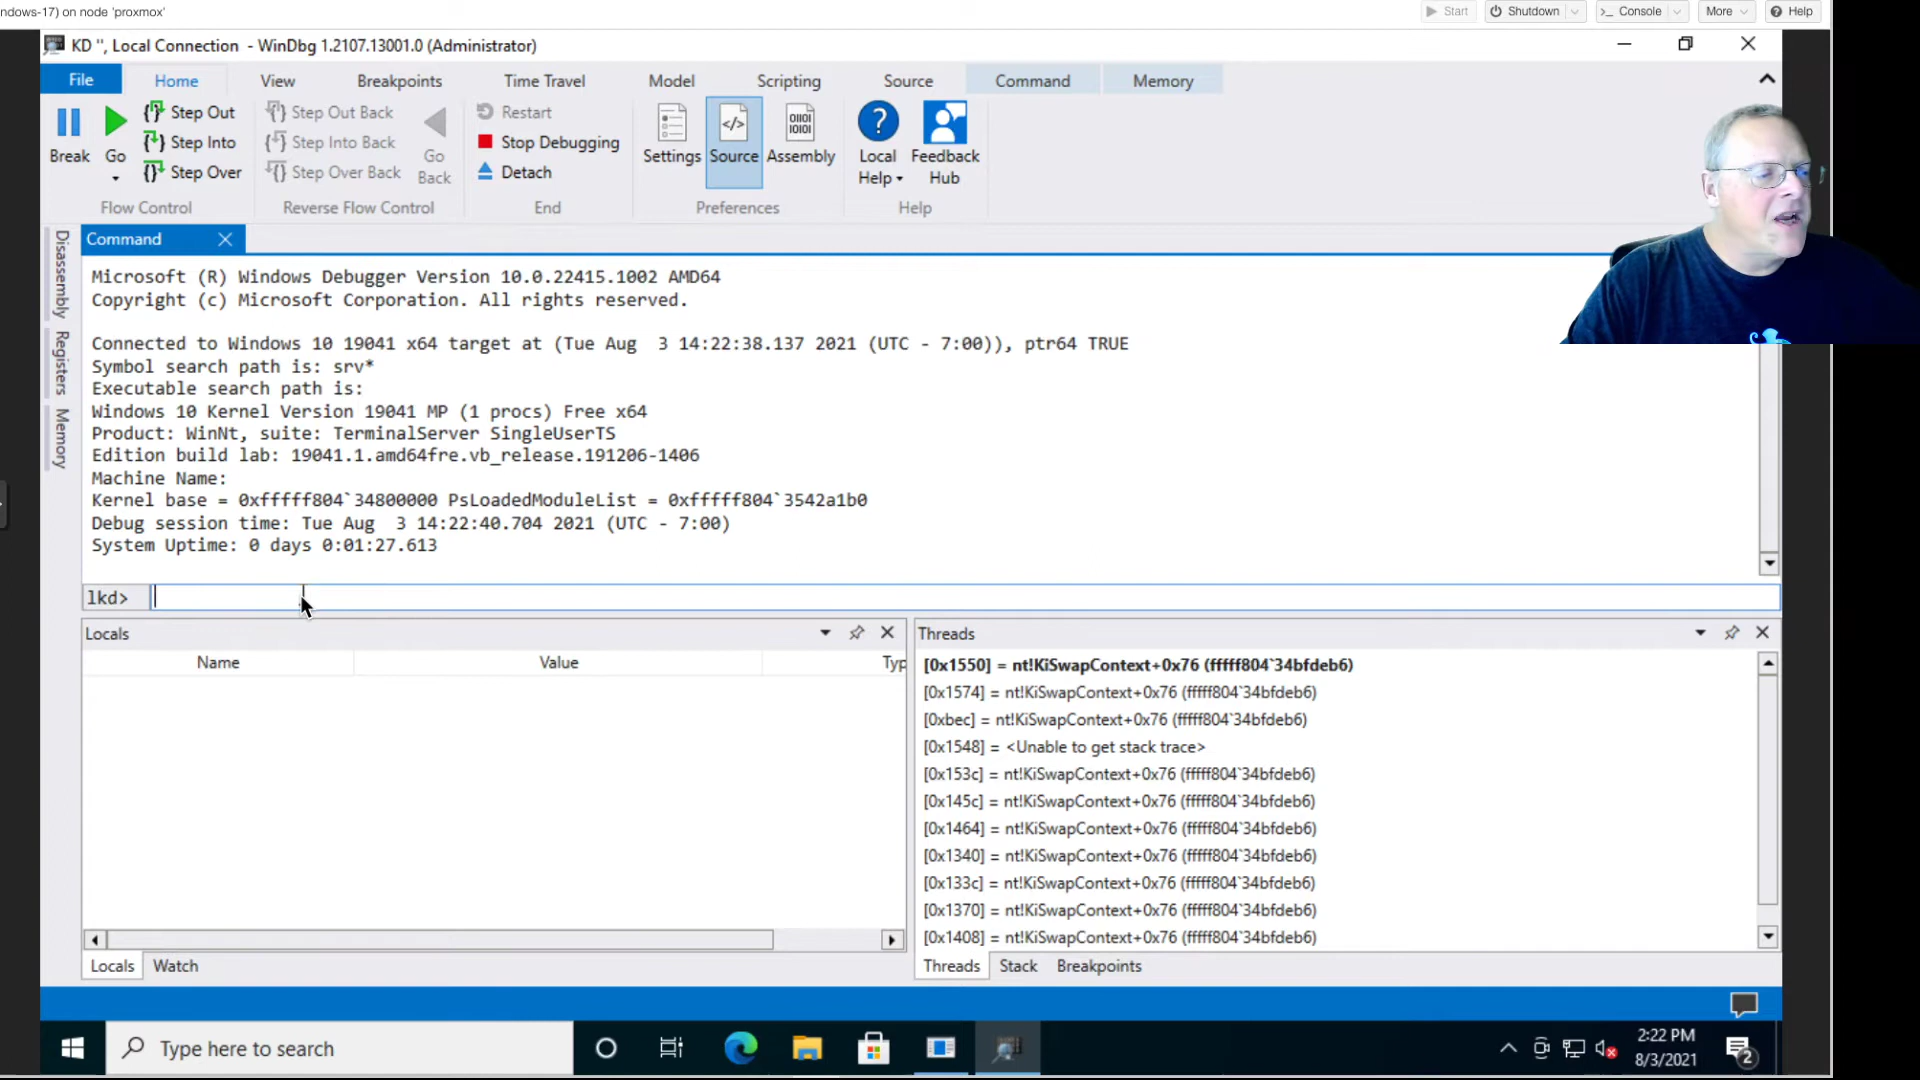 ndows-17) on node 'proxmox'
Start
Shutdown
Console
More
Help
KD '', Local Connection - WinDbg 1.2107.13001.0 (Administrator)
File
Home
View
Breakpoints
Time Travel
Model
Scripting
Source
Command
Memory
Break
Go
Step Out
Step Into
Step Over
Flow Control
Step Out Back
Step Into Back
Step Over Back
Go Back
Reverse Flow Control
Restart
Stop Debugging
Detach
End
Settings
Source
Assembly
Preferences
Local Help
Feedback Hub
Help
Disassembly
Registers
Memory
Command
Microsoft (R) Windows Debugger Version 10.0.22415.1002 AMD64
Copyright (c) Microsoft Corporation. All rights reserved.
Connected to Windows 10 19041 x64 target at (Tue Aug  3 14:22:38.137 2021 (UTC - 7:00)), ptr64 TRUE
Symbol search path is: srv*
Executable search path is:
Windows 10 Kernel Version 19041 MP (1 procs) Free x64
Product: WinNt, suite: TerminalServer SingleUserTS
Edition build lab: 19041.1.amd64fre.vb_release.191206-1406
Machine Name:
Kernel base = 0xfffff804`34800000 PsLoadedModuleList = 0xfffff804`3542a1b0
Debug session time: Tue Aug  3 14:22:40.704 2021 (UTC - 7:00)
System Uptime: 0 days 0:01:27.613
lkd>
Locals
Name
Value
Typ
Locals
Watch
Threads
[0x1550] = nt!KiSwapContext+0x76 (fffff804`34bfdeb6)
[0x1574] = nt!KiSwapContext+0x76 (fffff804`34bfdeb6)
[0xbec] = nt!KiSwapContext+0x76 (fffff804`34bfdeb6)
[0x1548] = <Unable to get stack trace>
[0x153c] = nt!KiSwapContext+0x76 (fffff804`34bfdeb6)
[0x145c] = nt!KiSwapContext+0x76 (fffff804`34bfdeb6)
[0x1464] = nt!KiSwapContext+0x76 (fffff804`34bfdeb6)
[0x1340] = nt!KiSwapContext+0x76 (fffff804`34bfdeb6)
[0x133c] = nt!KiSwapContext+0x76 (fffff804`34bfdeb6)
[0x1370] = nt!KiSwapContext+0x76 (fffff804`34bfdeb6)
[0x1408] = nt!KiSwapContext+0x76 (fffff804`34bfdeb6)
Threads
Stack
Breakpoints
Type here to search
2:22 PM
8/3/2021
2